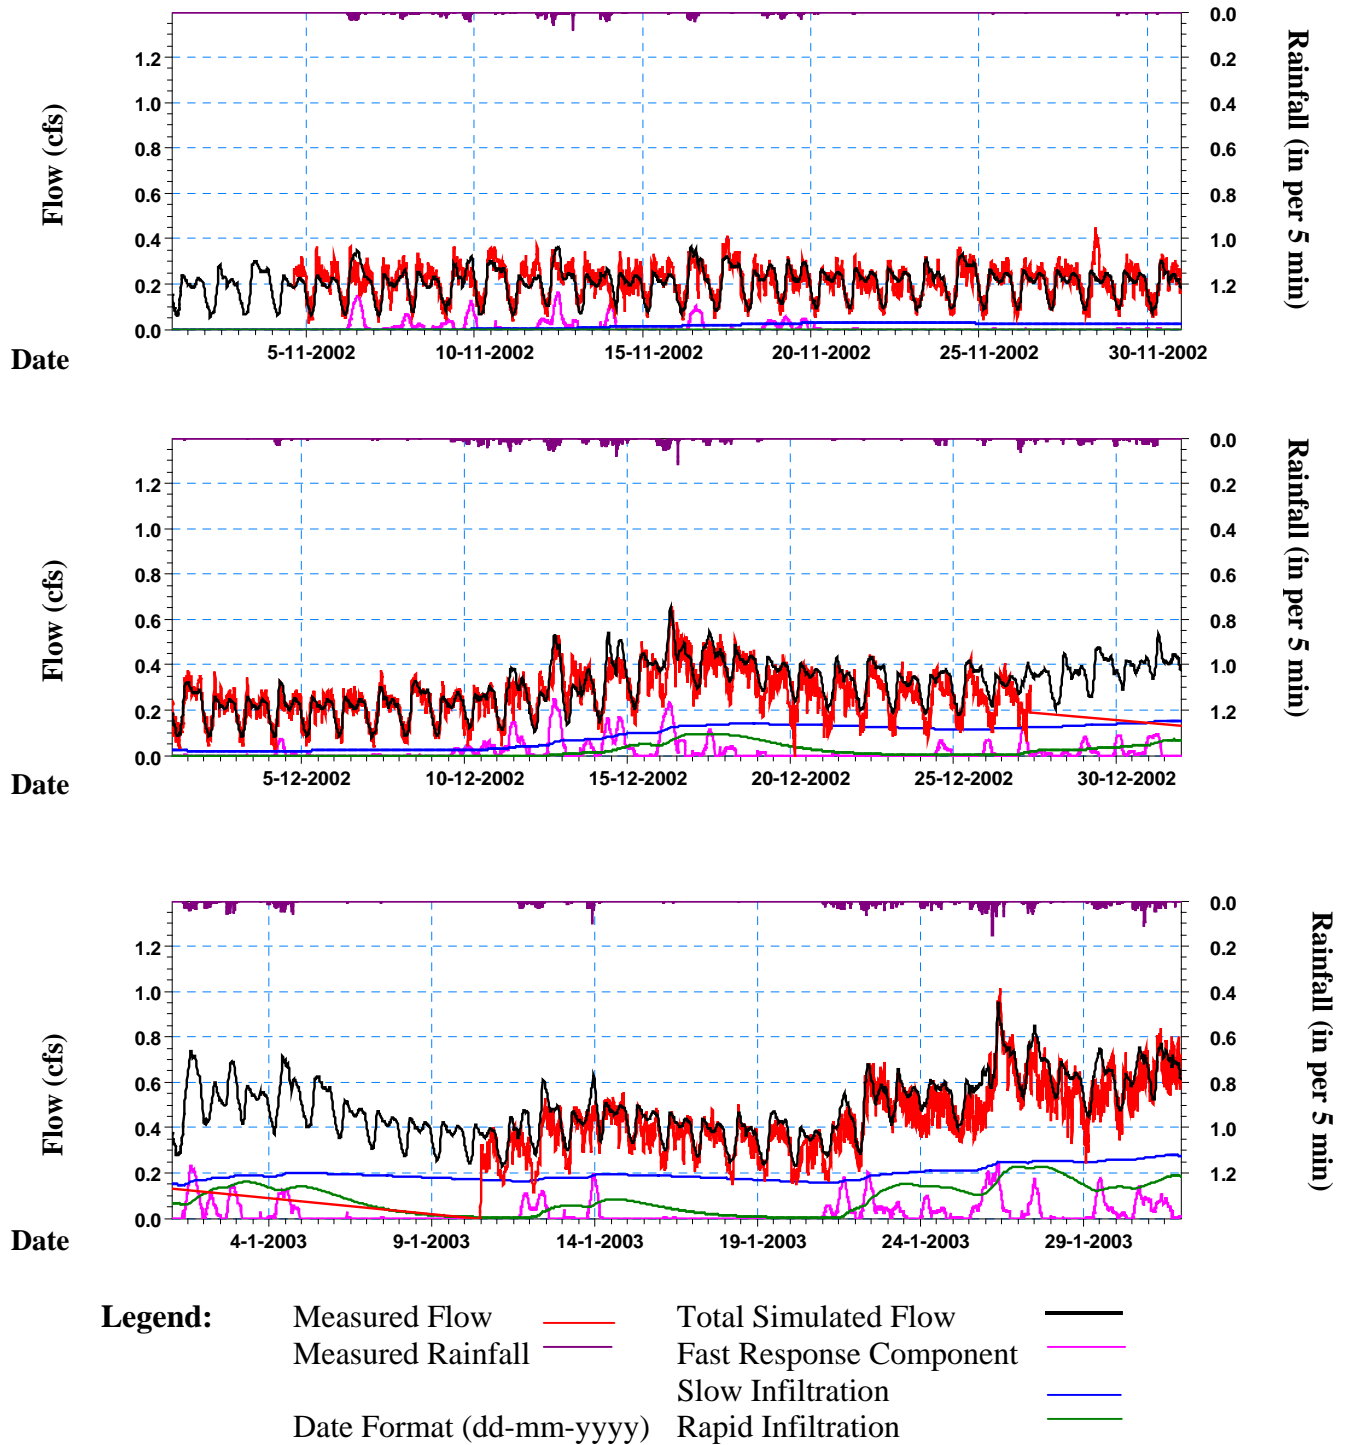 0.0
1.2 0.2
1.0 0.4
0.8 0.6
0.6 0.8
0.4 1.0
0.2 1.2
0.0
Flow (cfs)
Rainfall (in per 5 min)
5-11-2002 10-11-2002 15-11-2002 20-11-2002 25-11-2002 30-11-2002
Date
0.0
1.2 0.2
1.0 0.4
0.8 0.6
0.6 0.8
0.4 1.0
0.2 1.2
0.0
Flow (cfs)
Rainfall (in per 5 min)
5-12-2002 10-12-2002 15-12-2002 20-12-2002 25-12-2002 30-12-2002
Date
0.0
1.2 0.2
1.0 0.4
0.8 0.6
0.6 0.8
0.4 1.0
0.2 1.2
0.0
Flow (cfs)
Rainfall (in per 5 min)
4-1-2003 9-1-2003 14-1-2003 19-1-2003 24-1-2003 29-1-2003
Date
Legend: Measured Flow Total Simulated Flow
Measured Rainfall Fast Response Component
Slow Infiltration
Date Format (dd-mm-yyyy) Rapid Infiltration